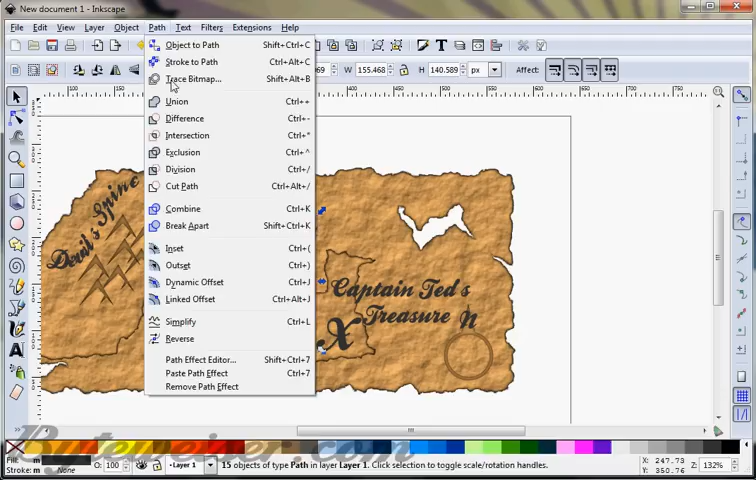 New document 1 - Inkscape
File Edit View Layer Object Path Text Filters Extensions Help
Object to Path Shift+Ctrl+C
Stroke to Path Ctrl+Alt+C
Trace Bitmap... Shift+Alt+B
Union Ctrl++
Difference Ctrl+-
Intersection Ctrl+*
Exclusion Ctrl+^
Division Ctrl+/
Cut Path Ctrl+Alt+/
Combine Ctrl+K
Break Apart Shift+Ctrl+K
Inset Ctrl+(
Outset Ctrl+)
Dynamic Offset Ctrl+J
Linked Offset Ctrl+Alt+J
Simplify Ctrl+L
Reverse
Path Effect Editor... Shift+Ctrl+7
Paste Path Effect Ctrl+7
Remove Path Effect
W 155.468 H 140.589 px Affect:
Devil's Spine
Captain Ted's
Treasure
X
n
Fill: m
Stroke: m None O: 100 Layer 1 15 objects of type Path in layer Layer 1. Click selection to toggle scale/rotation handles. X: 247.73 Y: 350.76 Z: 132%